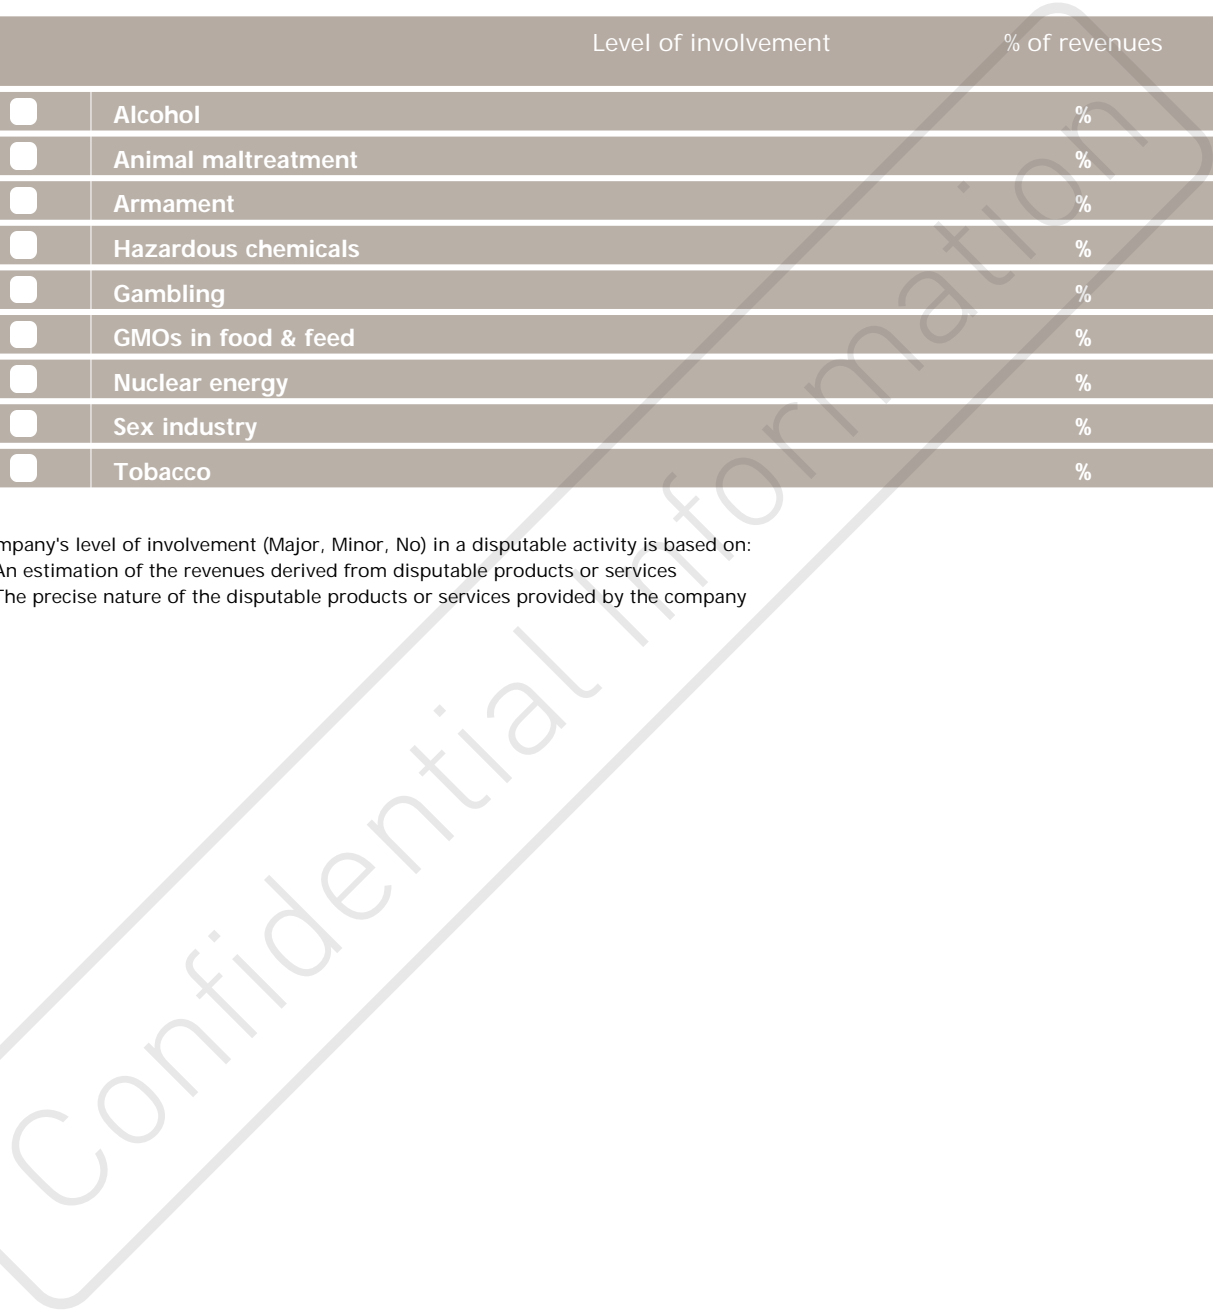 Level of involvement % of revenues
Alcohol %
Animal maltreatment %
Armament %
Hazardous chemicals %
Gambling %
GMOs in food & feed %
Nuclear energy %
Sex industry %
Tobacco %
mpany's level of involvement (Major, Minor, No) in a disputable activity is based on:
An estimation of the revenues derived from disputable products or services
The precise nature of the disputable products or services provided by the company
Confidential Information